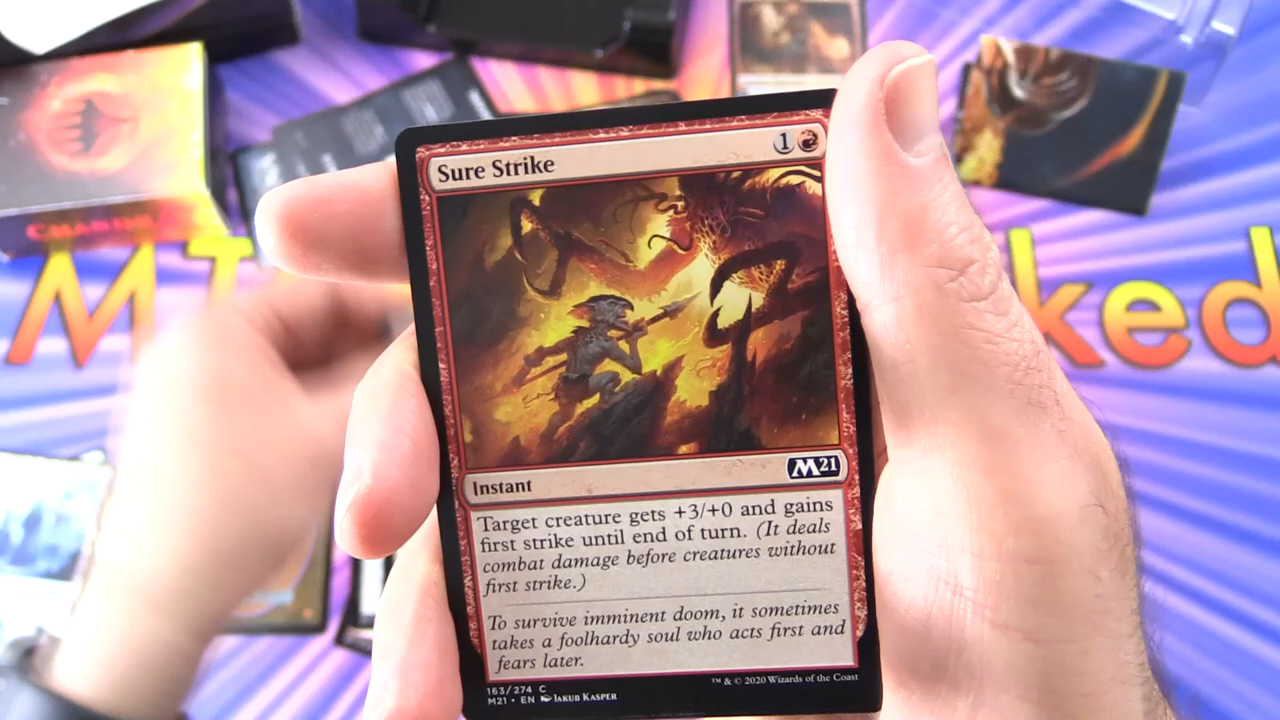 Sure Strike
1
Instant
M21
Target creature gets +3/+0 and gains
first strike until end of turn. (It deals
combat damage before creatures without
first strike.)
To survive imminent doom, it sometimes
takes a foolhardy soul who acts first and
fears later.
163/274 C
M21 • EN Jakub Kasper
™ & © 2020 Wizards of the Coast
MT
ked